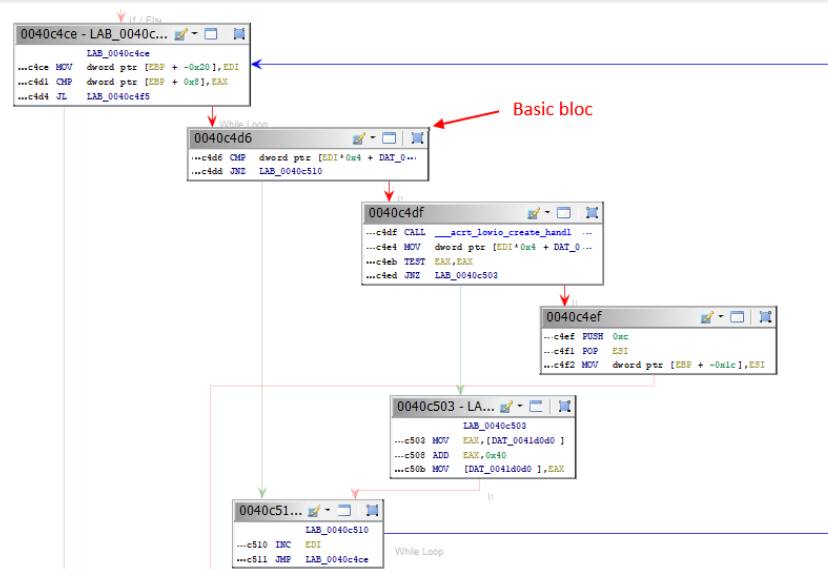 If / Else
0040c4ce - LAB_0040c...
LAB_0040c4ce
...c4ce MOV dword ptr [EBP + -0x20],EDI
...c4d1 CMP dword ptr [EBP + 0x8],EAX
...c4d4 JL LAB_0040c4f5
Basic bloc
While Loop
0040c4d6
...c4d6 CMP dword ptr [EDI*0x4 + DAT_0...
...c4dd JNZ LAB_0040c510
If
0040c4df
...c4df CALL ___acrt_lowio_create_handl ...
...c4e4 MOV dword ptr [EDI*0x4 + DAT_0...
...c4eb TEST EAX,EAX
...c4ed JNZ LAB_0040c503
If
0040c4ef
...c4ef PUSH 0xc
...c4f1 POP ESI
...c4f2 MOV dword ptr [EBP + -0x1c],ESI
0040c503 - LA...
LAB_0040c503
...c503 MOV EAX,[DAT_0041d0d0 ]
...c508 ADD EAX,0x40
...c50b MOV [DAT_0041d0d0 ],EAX
If
0040c51...
LAB_0040c510
...c510 INC EDI
...c511 JMP LAB_0040c4ce
While Loop